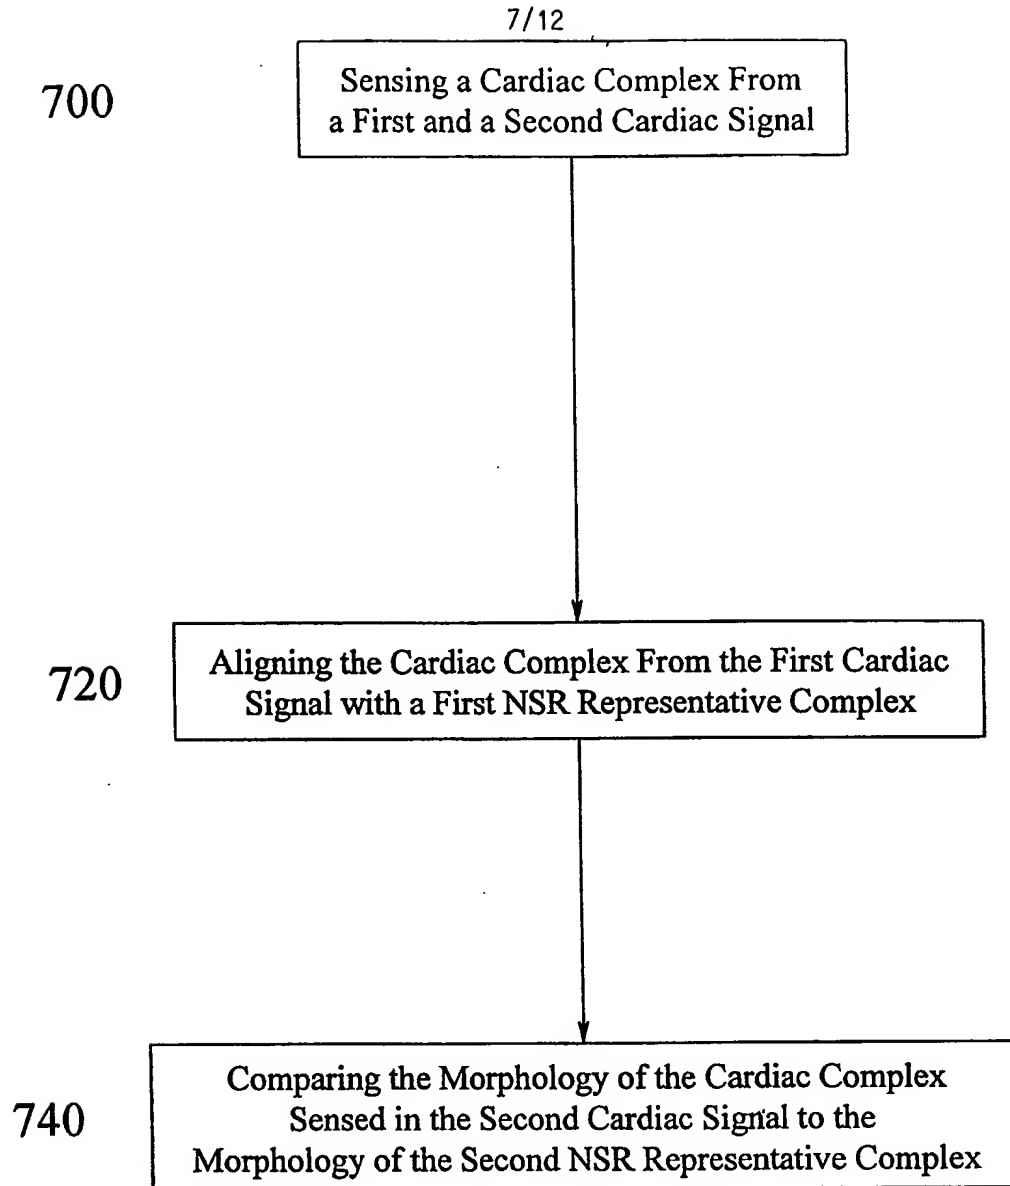 7/12
700
Sensing a Cardiac Complex From
a First and a Second Cardiac Signal
720
Aligning the Cardiac Complex From the First Cardiac
Signal with a First NSR Representative Complex
740
Comparing the Morphology of the Cardiac Complex
Sensed in the Second Cardiac Signal to the
Morphology of the Second NSR Representative Complex